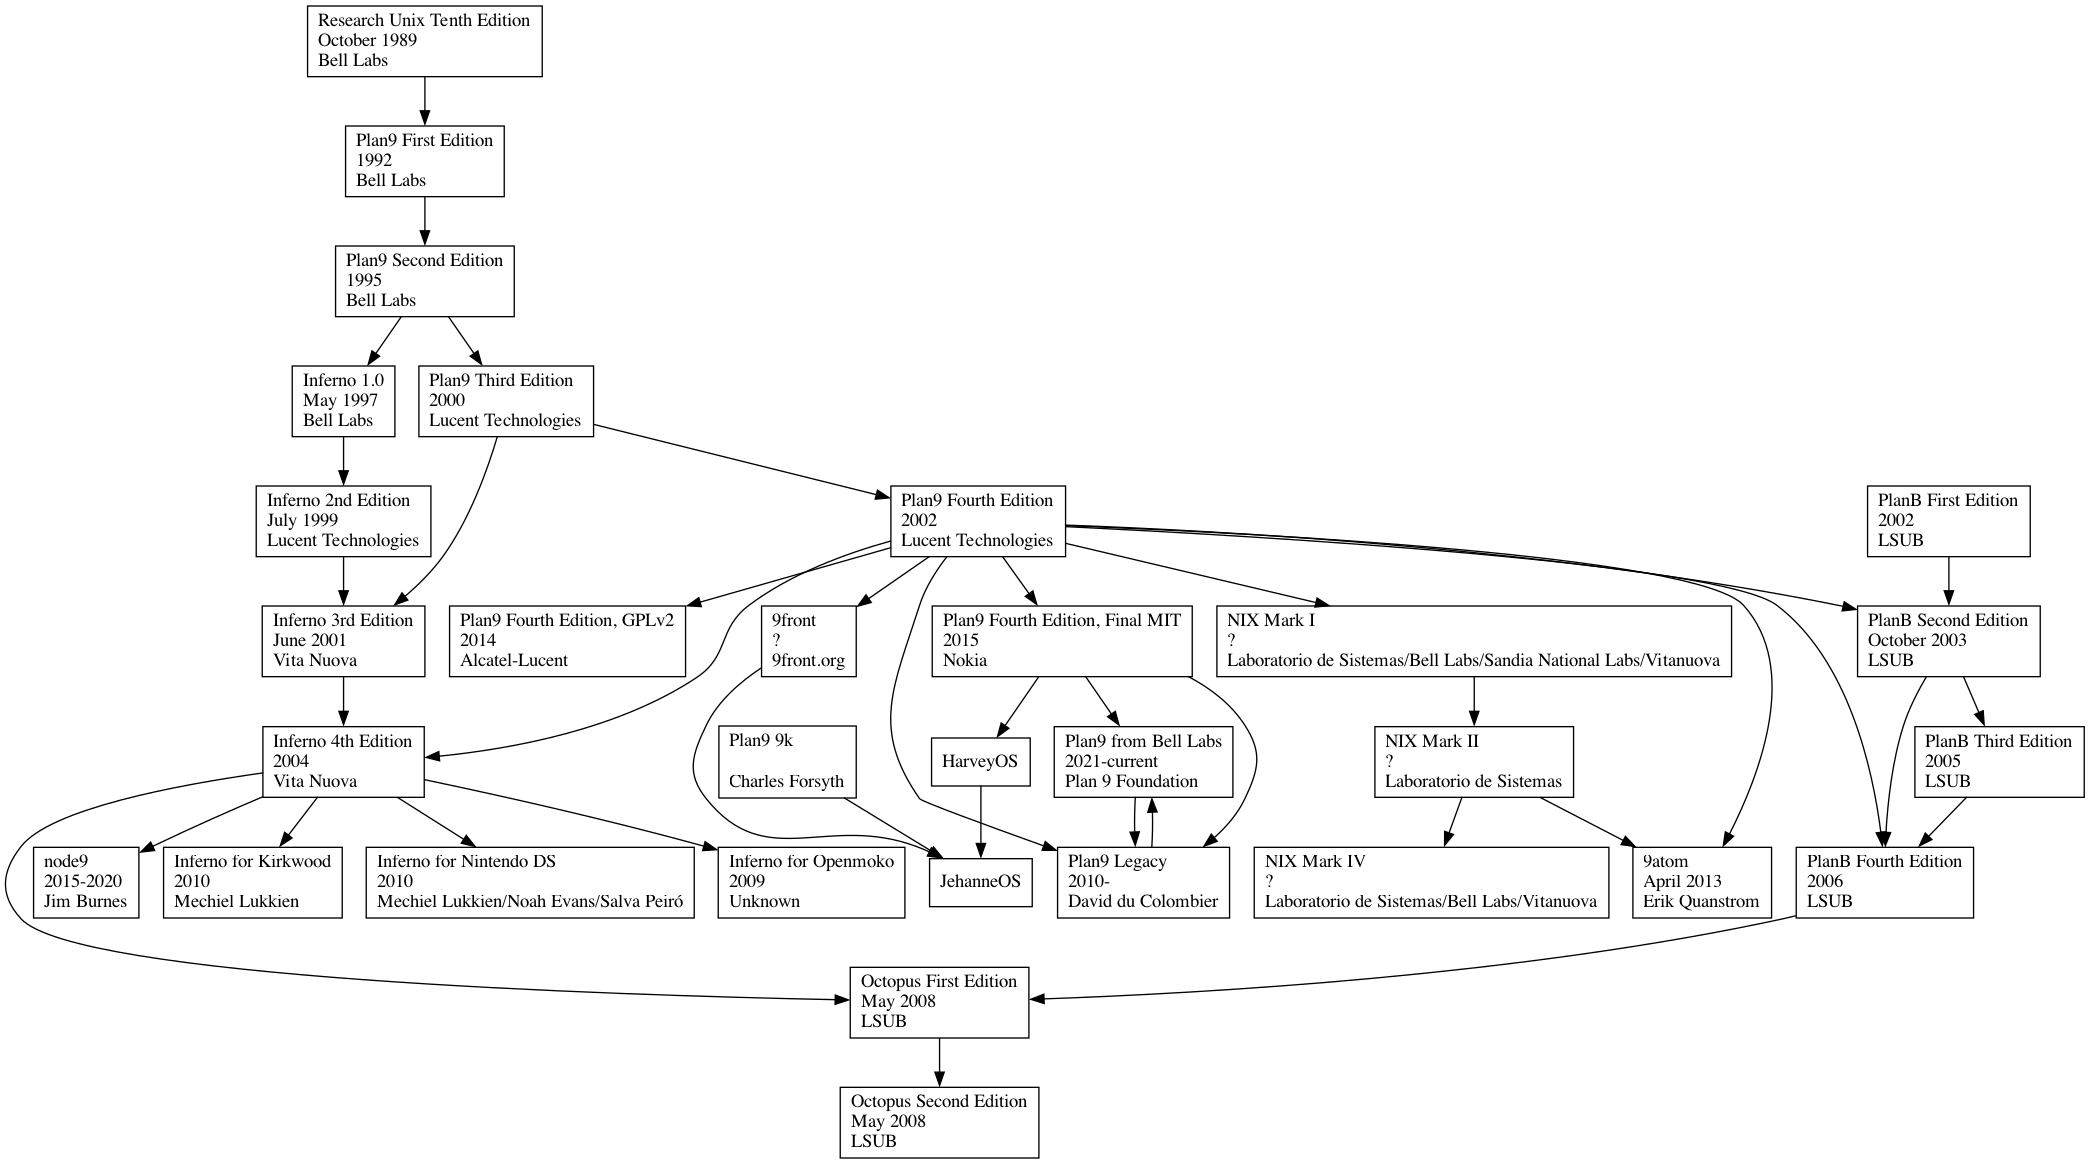 Research Unix Tenth Edition
October 1989
Bell Labs
Plan9 First Edition
1992
Bell Labs
Plan9 Second Edition
1995
Bell Labs
Inferno 1.0
May 1997
Bell Labs
Plan9 Third Edition
2000
Lucent Technologies
Inferno 2nd Edition
July 1999
Lucent Technologies
Plan9 Fourth Edition
2002
Lucent Technologies
PlanB First Edition
2002
LSUB
Inferno 3rd Edition
June 2001
Vita Nuova
Plan9 Fourth Edition, GPLv2
2014
Alcatel-Lucent
9front
?
9front.org
Plan9 Fourth Edition, Final MIT
2015
Nokia
NIX Mark I
?
Laboratorio de Sistemas/Bell Labs/Sandia National Labs/Vitanuova
PlanB Second Edition
October 2003
LSUB
Inferno 4th Edition
2004
Vita Nuova
Plan9 9k
Charles Forsyth
HarveyOS
Plan9 from Bell Labs
2021-current
Plan 9 Foundation
NIX Mark II
?
Laboratorio de Sistemas
PlanB Third Edition
2005
LSUB
node9
2015-2020
Jim Burnes
Inferno for Kirkwood
2010
Mechiel Lukkien
Inferno for Nintendo DS
2010
Mechiel Lukkien/Noah Evans/Salva Peiró
Inferno for Openmoko
2009
Unknown
JehanneOS
Plan9 Legacy
2010-
David du Colombier
NIX Mark IV
?
Laboratorio de Sistemas/Bell Labs/Vitanuova
9atom
April 2013
Erik Quanstrom
PlanB Fourth Edition
2006
LSUB
Octopus First Edition
May 2008
LSUB
Octopus Second Edition
May 2008
LSUB